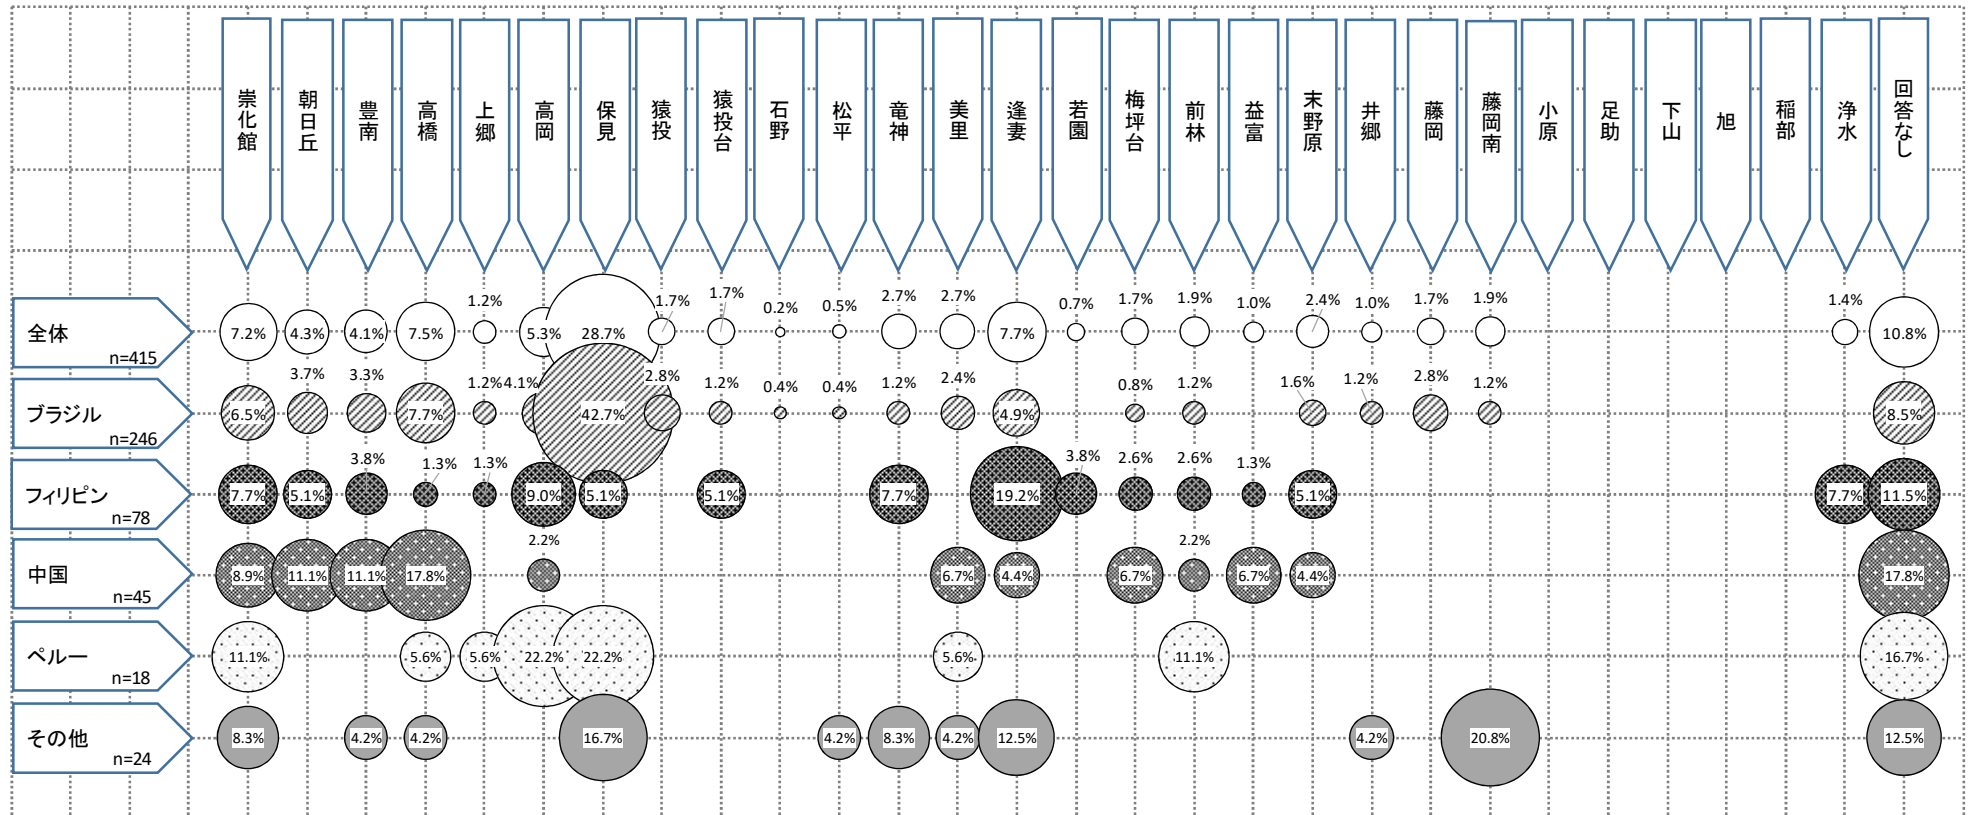 崇化館
朝日丘
豊南
高橋
上郷
高岡
保見
猿投
猿投台
石野
松平
竜神
美里
逢妻
若園
梅坪台
前林
益富
末野原
井郷
藤岡
藤岡南
小原
足助
下山
旭
稲部
浄水
回答なし
全体
n=415
7.2%
4.3%
4.1%
7.5%
1.2%
5.3%
28.7%
1.7%
1.7%
0.2%
0.5%
2.7%
2.7%
7.7%
0.7%
1.7%
1.9%
1.0%
2.4%
1.0%
1.7%
1.9%
1.4%
10.8%
ブラジル
n=246
6.5%
3.7%
3.3%
7.7%
1.2%
4.1%
42.7%
2.8%
1.2%
0.4%
0.4%
1.2%
2.4%
4.9%
0.8%
1.2%
1.6%
1.2%
2.8%
1.2%
8.5%
フィリピン
n=78
7.7%
5.1%
3.8%
1.3%
1.3%
9.0%
5.1%
5.1%
7.7%
19.2%
3.8%
2.6%
2.6%
1.3%
5.1%
7.7%
11.5%
中国
n=45
8.9%
11.1%
11.1%
17.8%
2.2%
6.7%
4.4%
6.7%
2.2%
6.7%
4.4%
17.8%
ペルー
n=18
11.1%
5.6%
5.6%
22.2%
22.2%
5.6%
11.1%
16.7%
その他
n=24
8.3%
4.2%
4.2%
16.7%
4.2%
8.3%
4.2%
12.5%
4.2%
20.8%
12.5%